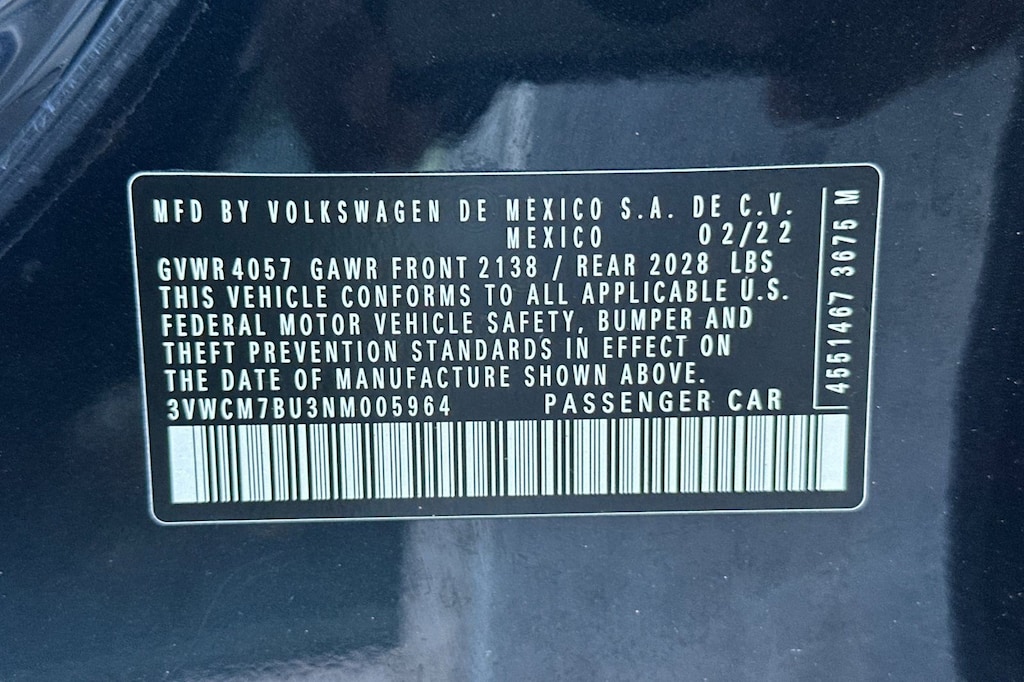 MFD BY VOLKSWAGEN DE MEXICO S.A. DE C.V.
MEXICO 02/22
GVWR 4057 GAWR FRONT 2138 / REAR 2028 LBS
THIS VEHICLE CONFORMS TO ALL APPLICABLE U.S.
FEDERAL MOTOR VEHICLE SAFETY, BUMPER AND
THEFT PREVENTION STANDARDS IN EFFECT ON
THE DATE OF MANUFACTURE SHOWN ABOVE.
3VWCM7BU3NM005964 PASSENGER CAR
4551467 3675 M